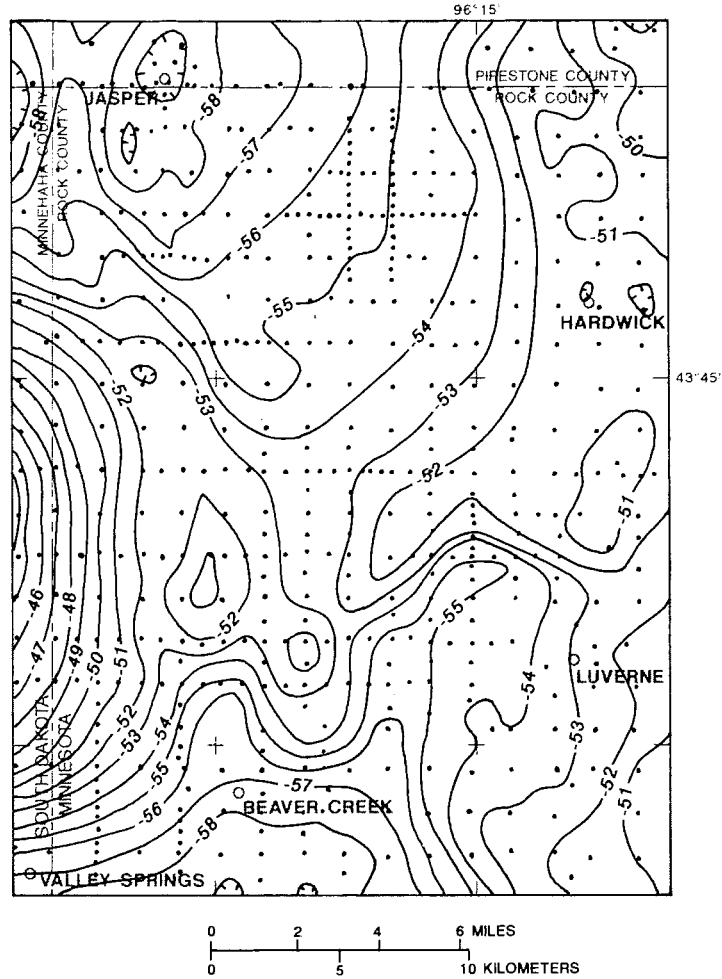 96°15'
PIPESTONE COUNTY
ROCK COUNTY
JASPER
-58
-58
MINNEHAHA COUNTY
ROCK COUNTY
-57
-50
-56
-51
-55
HARDWICK
-54
43°45'
-52
-53
-53
-52
-51
-46
-48
-52
-55
-47
-49
-50
-51
LUVERNE
-54
-52
-53
-54
-53
SOUTH DAKOTA
MINNESOTA
-55
-52
-57
-51
BEAVER CREEK
-56
-58
VALLEY SPRINGS
0 2 4 6 MILES
0 5 10 KILOMETERS